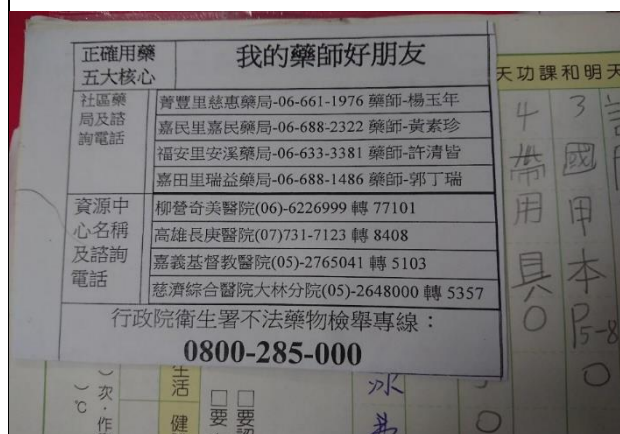 正確用藥
五大核心
我的藥師好朋友
社區藥
局及諮
詢電話
菁豐里慈惠藥局-06-661-1976 藥師-楊玉年
嘉民里嘉民藥局-06-688-2322 藥師-黃素珍
福安里安溪藥局-06-633-3381 藥師-許清皆
嘉田里瑞益藥局-06-688-1486 藥師-郭丁瑞
資源中
心名稱
及諮詢
電話
柳營奇美醫院(06)-6226999 轉 77101
高雄長庚醫院(07)731-7123 轉 8408
嘉義基督教醫院(05)-2765041 轉 5103
慈濟綜合醫院大林分院(05)-2648000 轉 5357
行政院衛生署不法藥物檢舉專線：
0800-285-000
天功課和明天
3 國甲本P5-8
4 帶用具
生活
健
□要
□要
)次．作
)℃